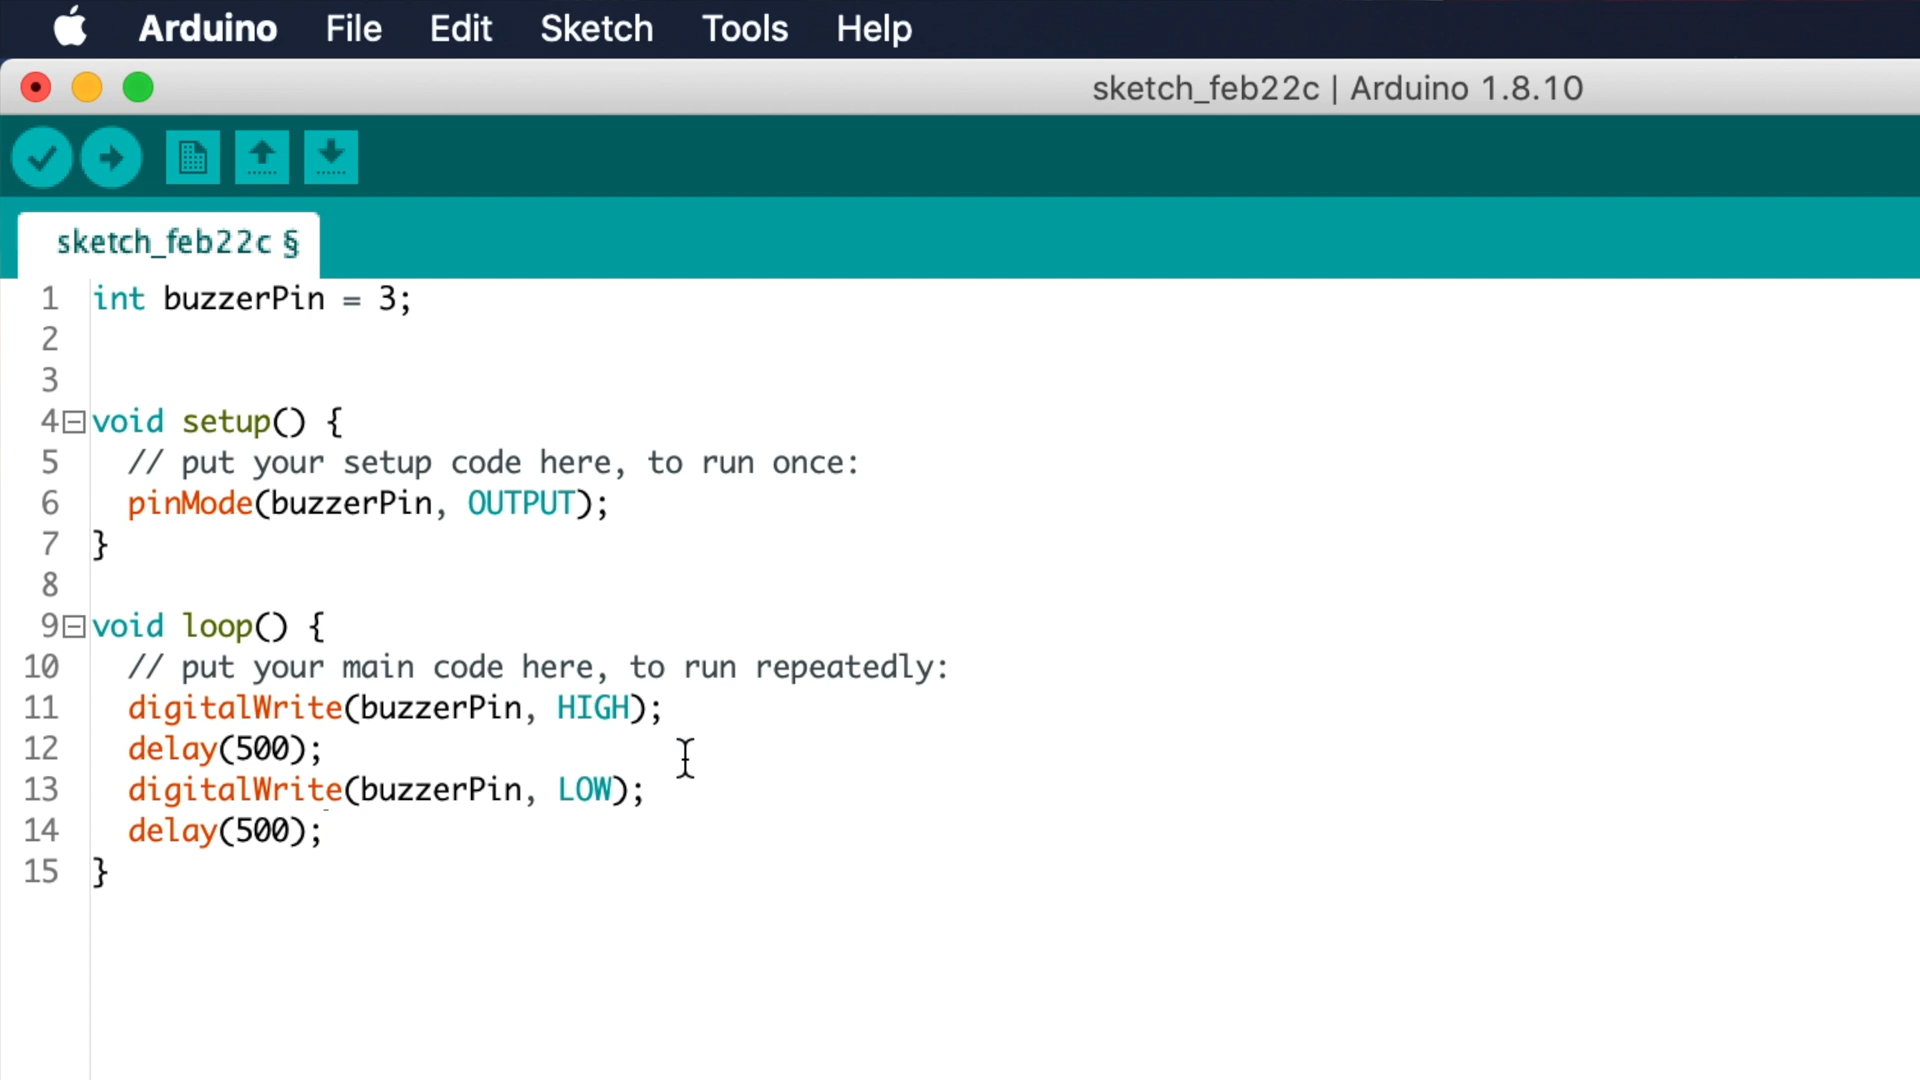 Arduino File Edit Sketch Tools Help
sketch_feb22c | Arduino 1.8.10
sketch_feb22c §
1 int buzzerPin = 3;
2
3
4 void setup() {
5 // put your setup code here, to run once:
6 pinMode(buzzerPin, OUTPUT);
7 }
8
9 void loop() {
10 // put your main code here, to run repeatedly:
11 digitalWrite(buzzerPin, HIGH);
12 delay(500);
13 digitalWrite(buzzerPin, LOW);
14 delay(500);
15 }